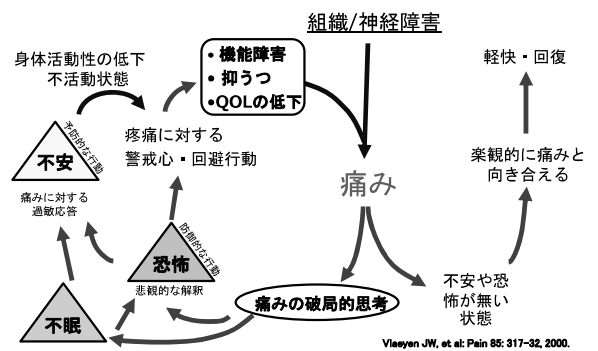 組織/神経障害
身体活動性の低下
不活動状態
• 機能障害
• 抑うつ
•QOLの低下
軽快・回復
予防的な行動
不安
疼痛に対する
警戒心・回避行動
楽観的に痛みと
向き合える
痛み
痛みに対する
過敏応答
防御的な行動
恐怖
悲観的な解釈
不眠
痛みの破局的思考
不安や恐
怖が無い
状態
Vlaeyen JW, et al: Pain 85: 317-32, 2000.